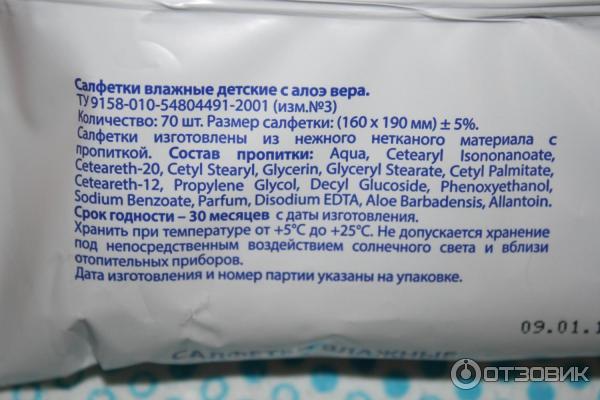 Салфетки влажные детские с алоэ вера.
ТУ 9158-010-54804491-2001 (изм.№3)
Количество: 70 шт. Размер салфетки: (160 х 190 мм) ± 5%.
Салфетки изготовлены из нежного нетканого материала с
пропиткой. Состав пропитки: Aqua, Cetearyl Isononanoate,
Ceteareth-20, Cetyl Stearyl, Glycerin, Glyceryl Stearate, Cetyl Palmitate,
Ceteareth-12, Propylene Glycol, Decyl Glucoside, Phenoxyethanol,
Sodium Benzoate, Parfum, Disodium EDTA, Aloe Barbadensis, Allantoin.
Срок годности – 30 месяцев с даты изготовления.
Хранить при температуре от +5°С до +25°С. Не допускается хранение
под непосредственным воздействием солнечного света и вблизи
отопительных приборов.
Дата изготовления и номер партии указаны на упаковке.
09.01.1
САЛФЕТКИ ВЛАЖНЫЕ
ОТЗОВИК